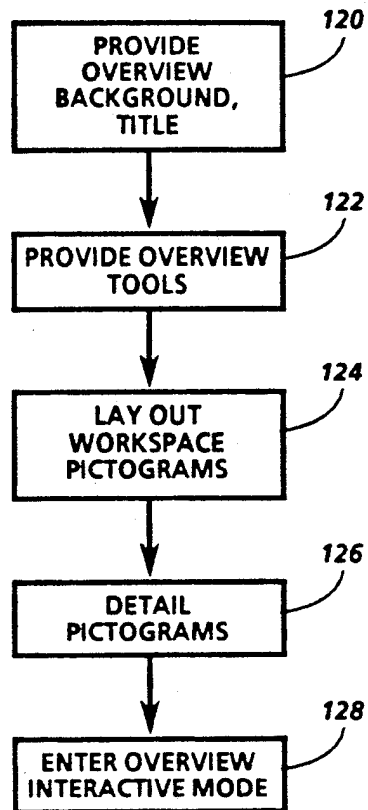 120
PROVIDE
OVERVIEW
BACKGROUND,
TITLE
122
PROVIDE OVERVIEW
TOOLS
124
LAY OUT
WORKSPACE
PICTOGRAMS
126
DETAIL
PICTOGRAMS
128
ENTER OVERVIEW
INTERACTIVE MODE